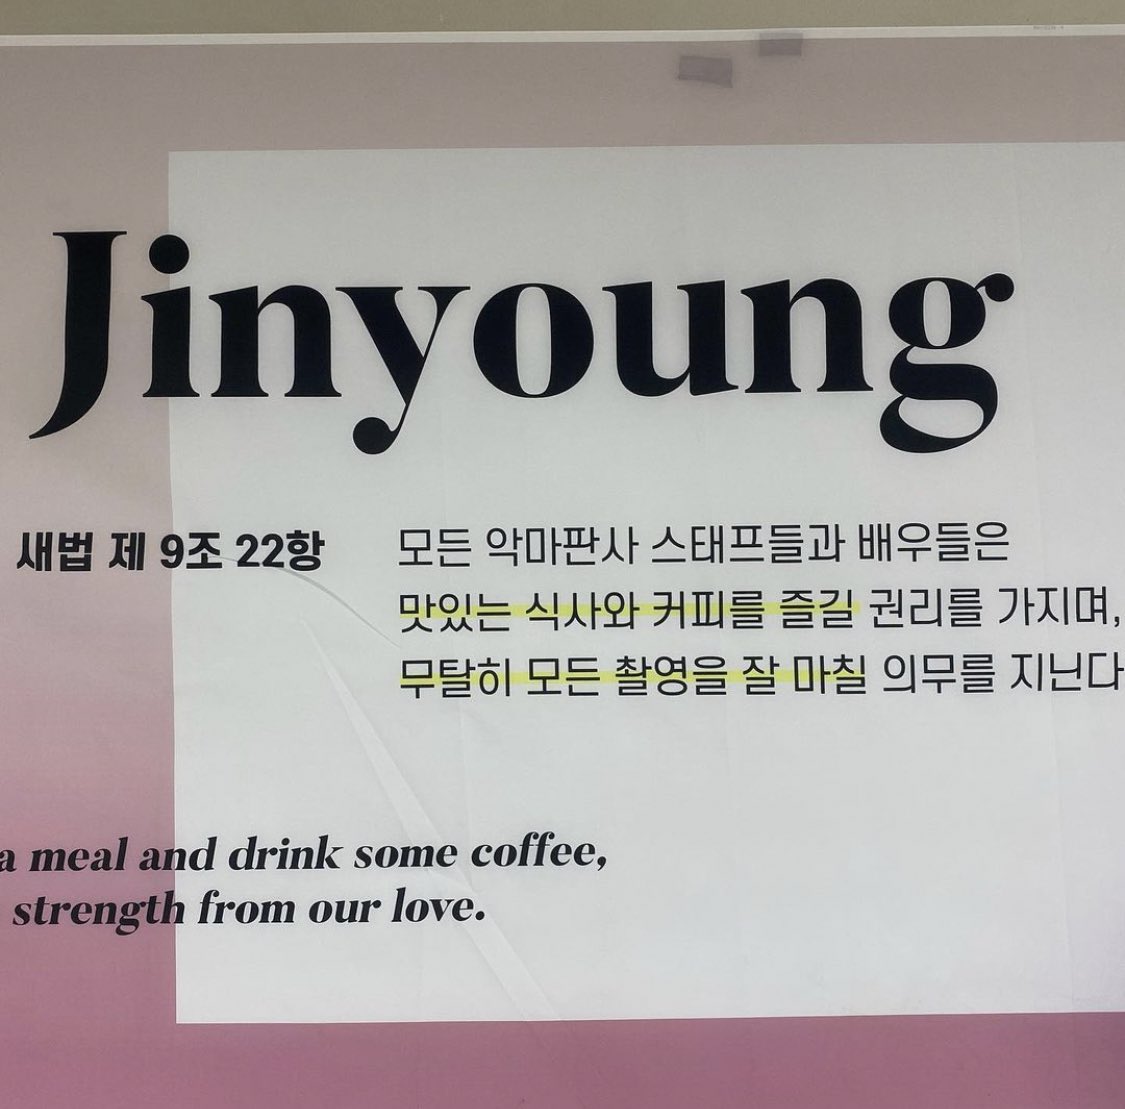 Jinyoung
새법 제 9조 22항
모든 악마판사 스태프들과 배우들은
맛있는 식사와 커피를 즐길 권리를 가지며,
무탈히 모든 촬영을 잘 마칠 의무를 지닌다
a meal and drink some coffee,
strength from our love.